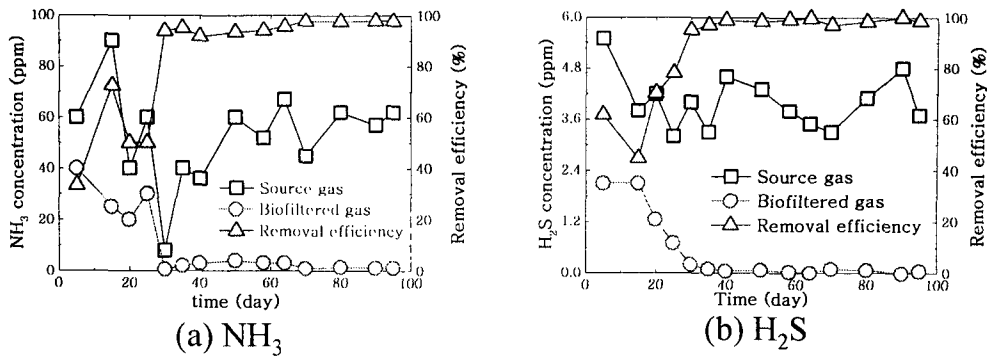 NH3 concentration (ppm)
100
80
60
40
20
0
Source gas
Biofiltered gas
Removal efficiency
0 20 40 60 80 100
time (day)
100
80
60
40
20
0
Removal efficiency (%)
(a) NH3
H2S concentration (ppm)
6.0
4.8
3.6
2.4
1.2
0.0
Source gas
Biofiltered gas
Removal efficiency
0 20 40 60 80 100
Time (day)
100
80
60
40
20
0
Removal efficiency (%)
(b) H2S